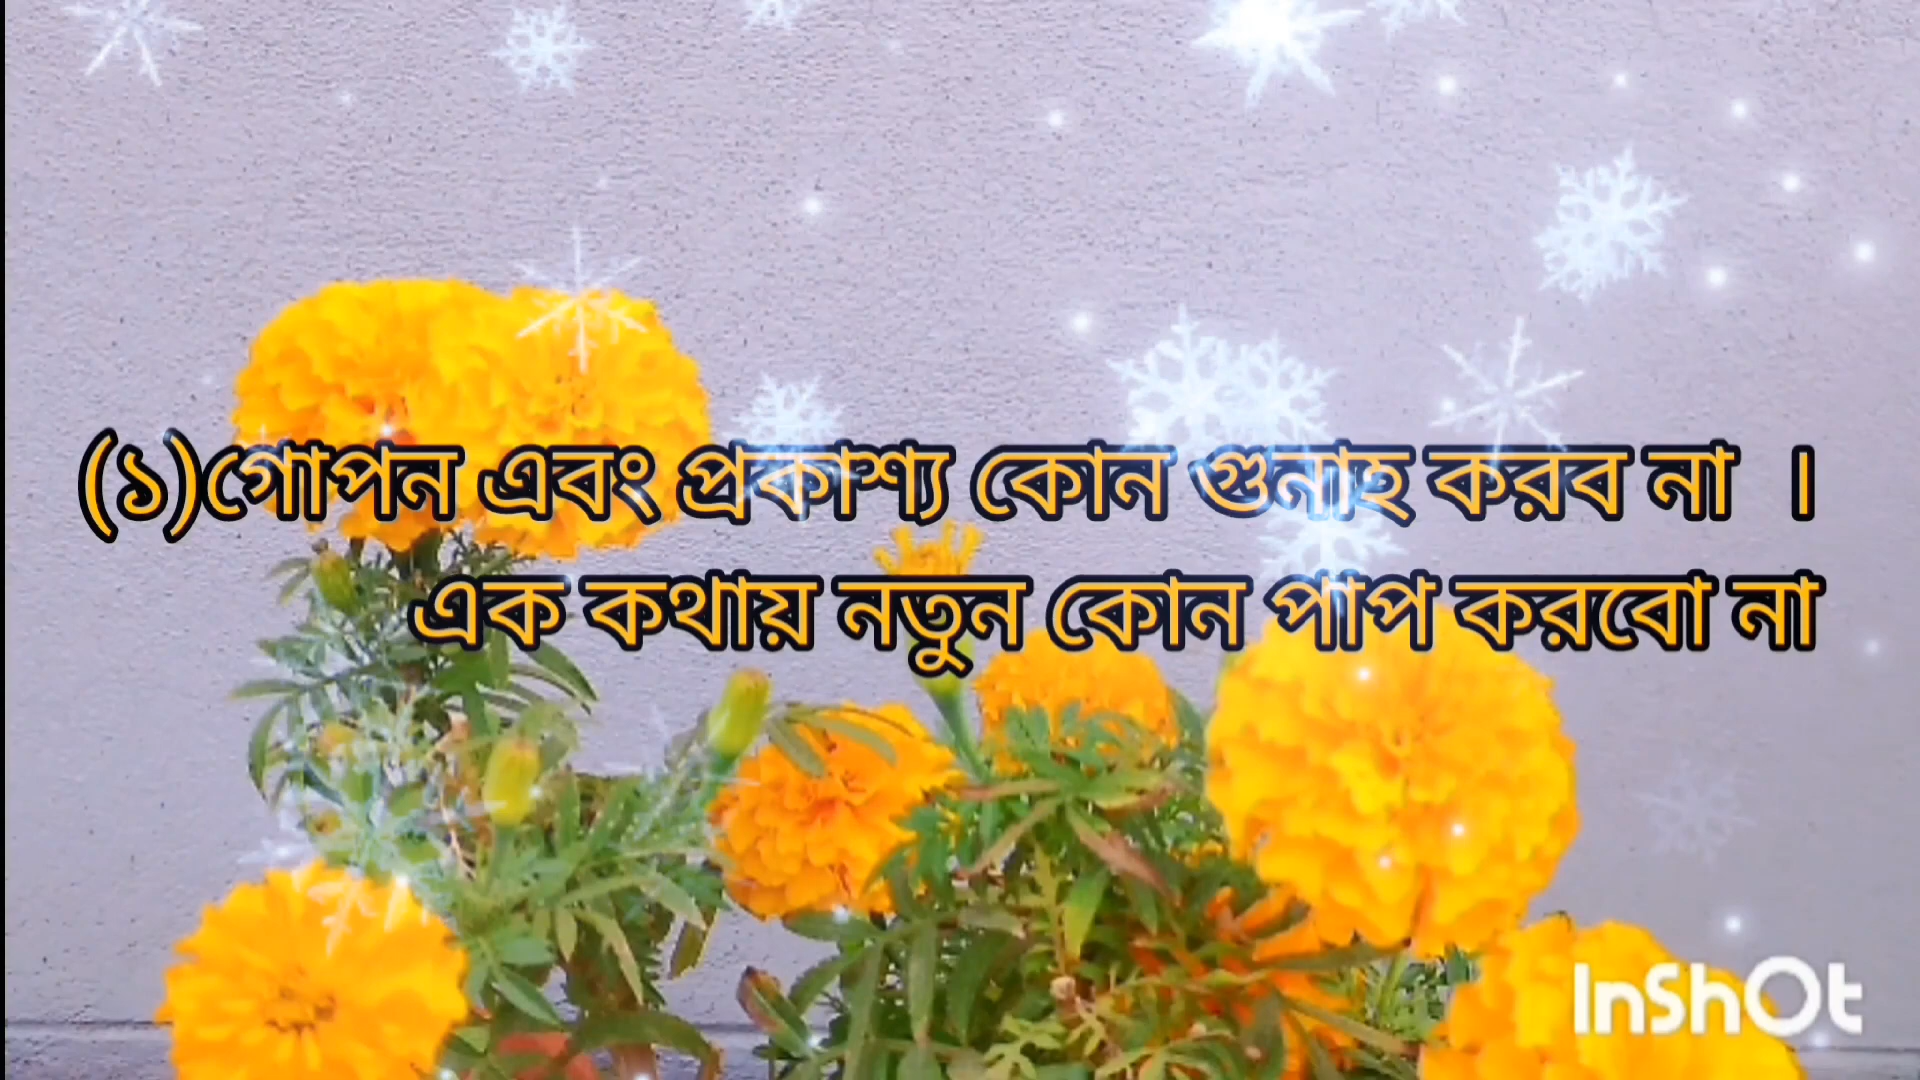 (১)গোপন এবং প্রকাশ্য কোন গুনাহ করব না ।
এক কথায় নতুন কোন পাপ করবো না
InShOt